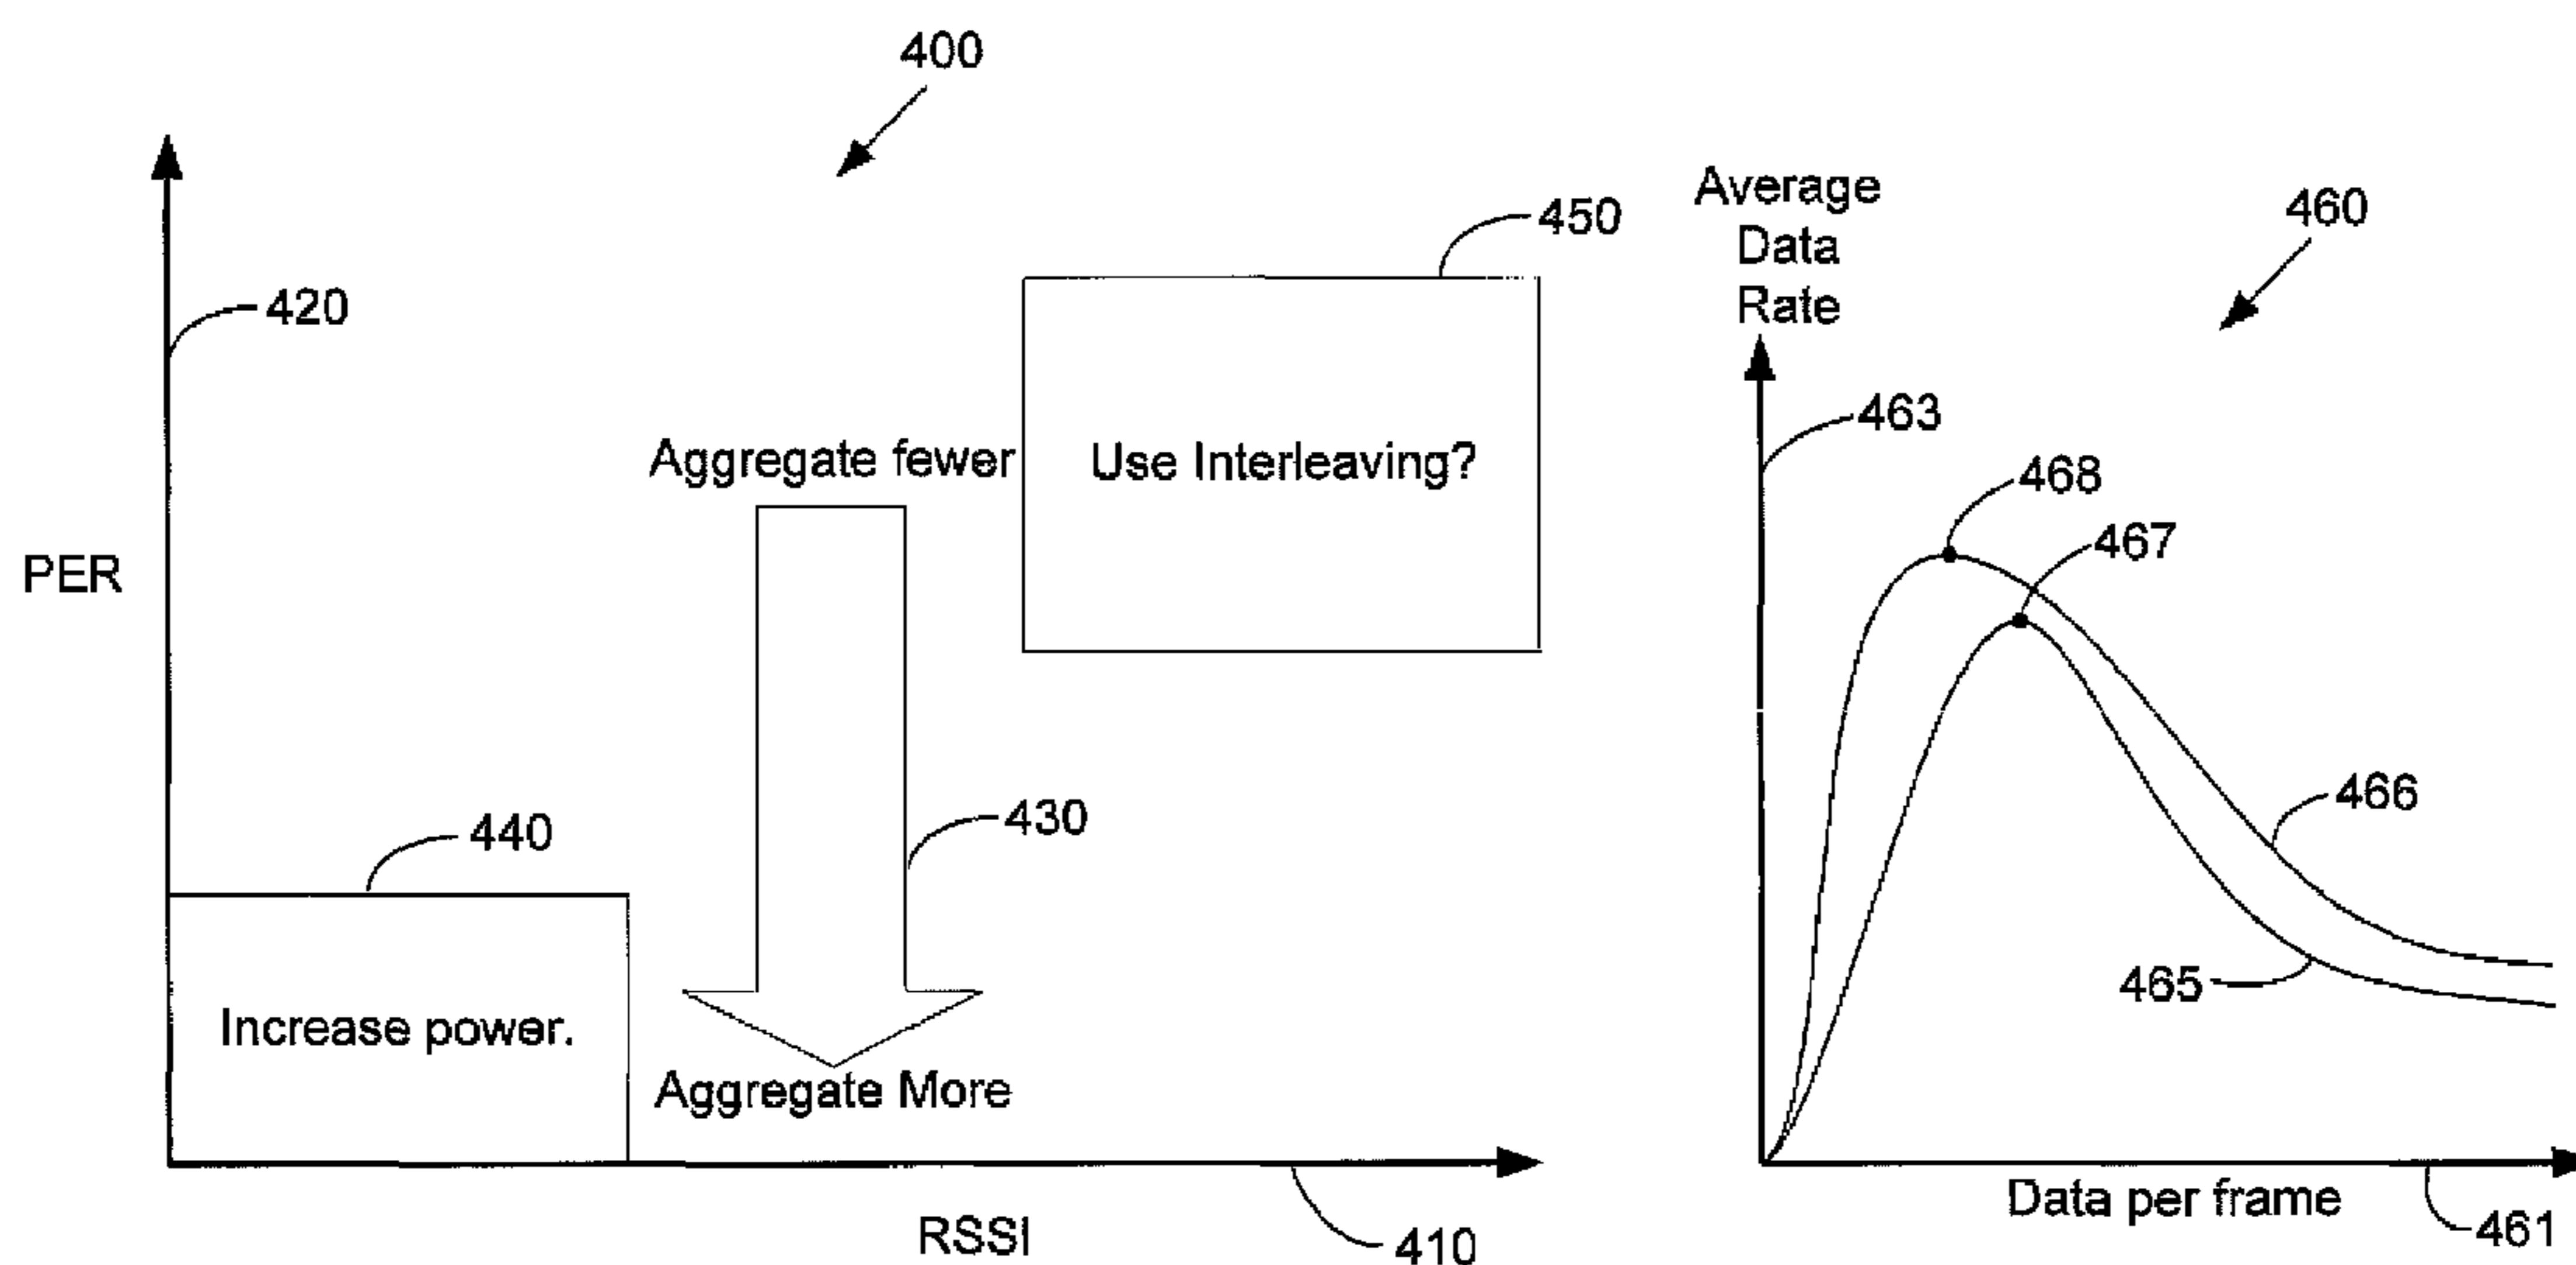 400
420
PER
Aggregate fewer
450
Use Interleaving?
430
440
Increase power.
Aggregate More
RSSI
410
Average
Data
Rate
460
463
468
467
466
465
Data per frame
461